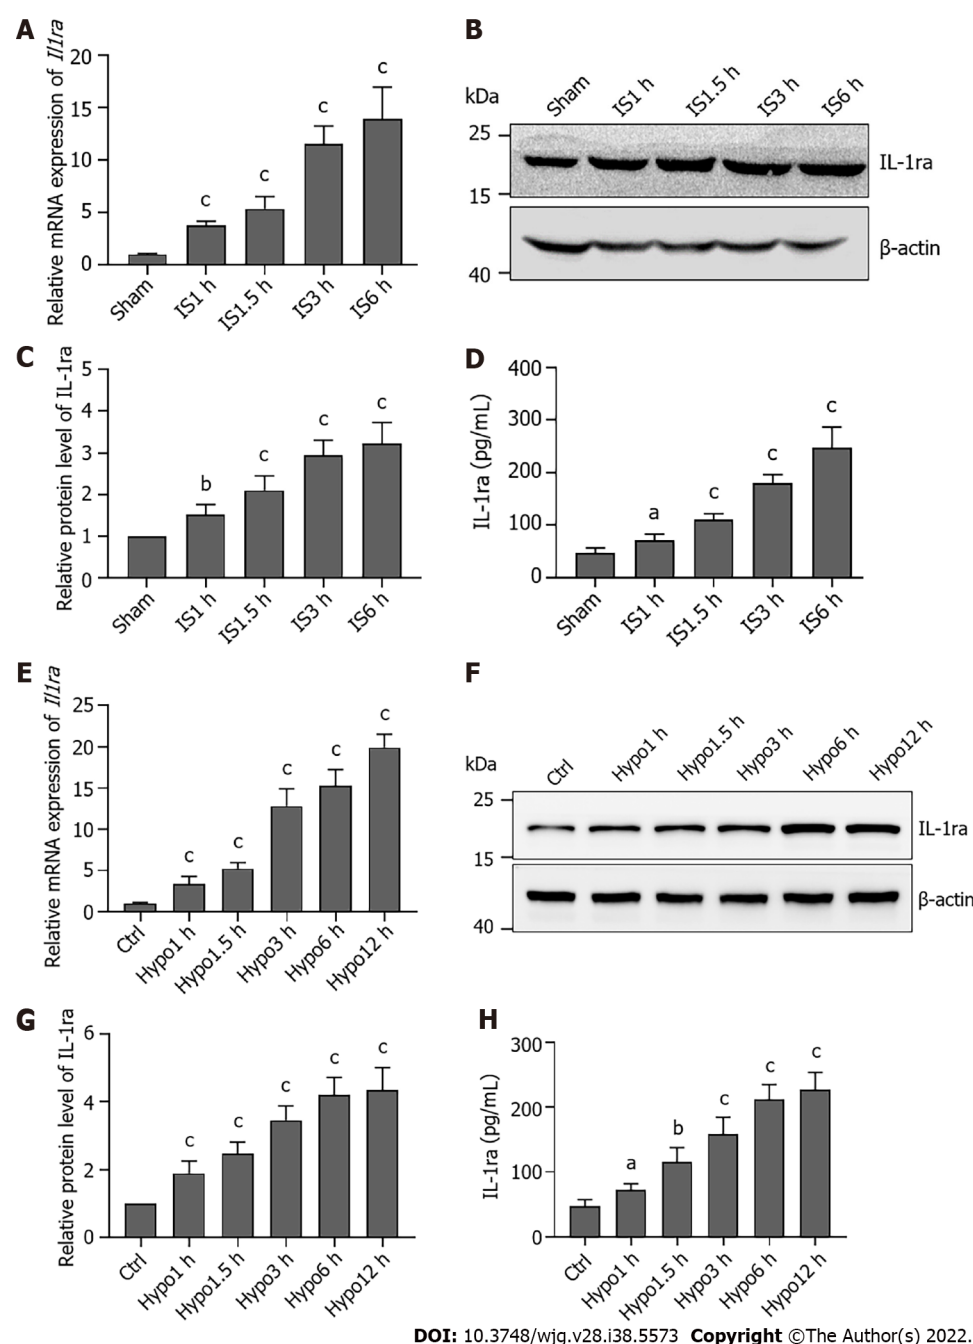 A
Relative mRNA expression of Il1ra
20
15
10
5
0
c
c
c
c
Sham
IS1 h
IS1.5 h
IS3 h
IS6 h
B
kDa
Sham
IS1 h
IS1.5 h
IS3 h
IS6 h
25
15
IL-1ra
40
β-actin
C
Relative protein level of IL-1ra
5
4
3
2
1
0
b
c
c
c
Sham
IS1 h
IS1.5 h
IS3 h
IS6 h
D
IL-1ra (pg/mL)
400
300
200
100
0
a
c
c
c
Sham
IS1 h
IS1.5 h
IS3 h
IS6 h
E
Relative mRNA expression of Il1ra
25
20
15
10
5
0
c
c
c
c
c
Ctrl
Hypo1 h
Hypo1.5 h
Hypo3 h
Hypo6 h
Hypo12 h
F
kDa
Ctrl
Hypo1 h
Hypo1.5 h
Hypo3 h
Hypo6 h
Hypo12 h
25
15
IL-1ra
40
β-actin
G
Relative protein level of IL-1ra
6
4
2
0
c
c
c
c
c
Ctrl
Hypo1 h
Hypo1.5 h
Hypo3 h
Hypo6 h
Hypo12 h
H
IL-1ra (pg/mL)
300
200
100
0
a
b
c
c
c
Ctrl
Hypo1 h
Hypo1.5 h
Hypo3 h
Hypo6 h
Hypo12 h
DOI: 10.3748/wjg.v28.i38.5573 Copyright ©The Author(s) 2022.